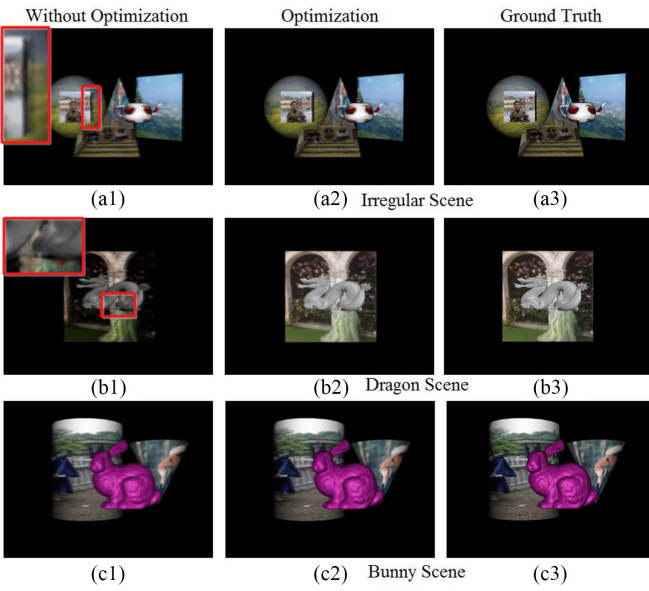 Without Optimization Optimization Ground Truth
(a1) (a2) Irregular Scene (a3)
(b1) (b2) Dragon Scene (b3)
(c1) (c2) Bunny Scene (c3)